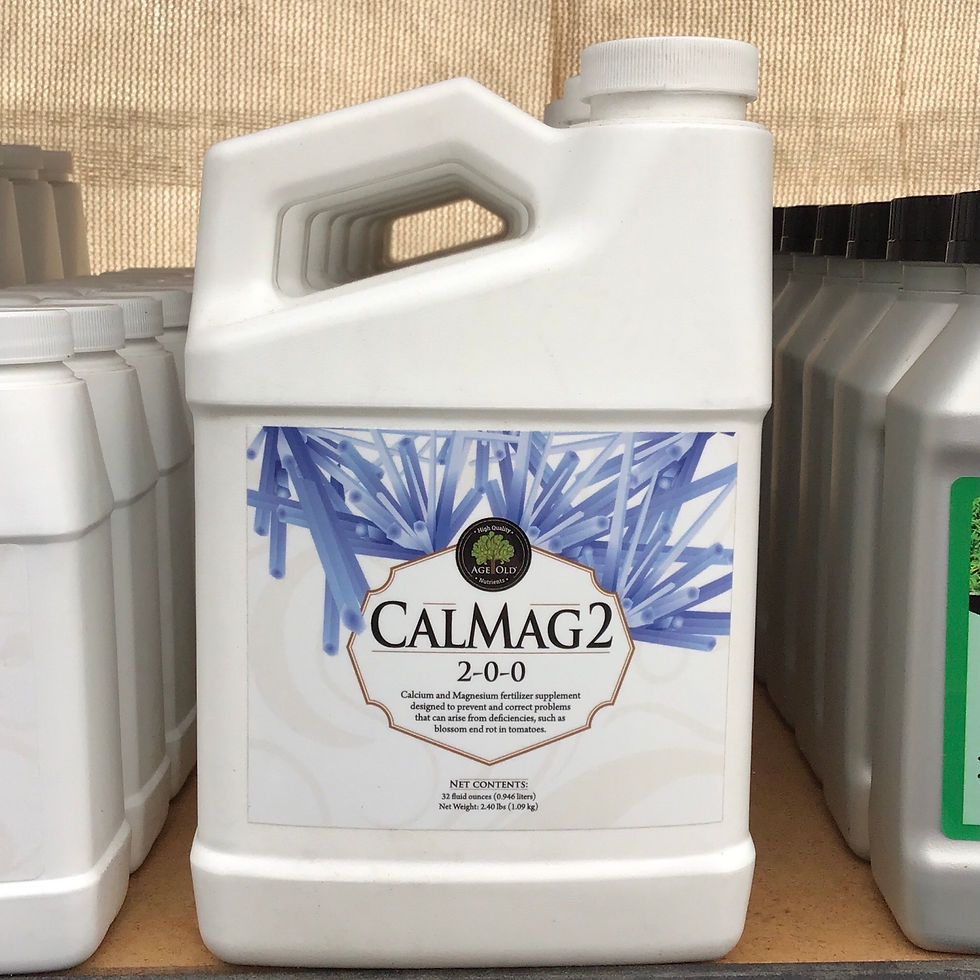 High Quality
AGE OLD
Nutrients
CALMAG2
2-0-0
Calcium and Magnesium fertilizer supplement
designed to prevent and correct problems
that can arise from deficiencies, such as
blossom end rot in tomatoes.
NET CONTENTS:
32 fluid ounces (0.946 liters)
Net Weight: 2.40 lbs (1.09 kg)